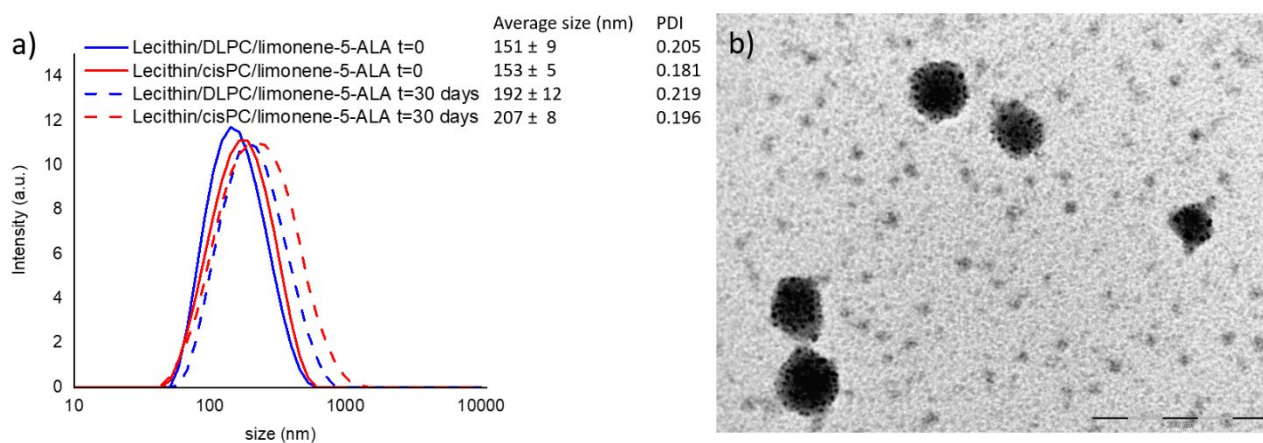 a)
Average size (nm) PDI
Lecithin/DLPC/limonene-5-ALA t=0 151 ± 9 0.205
Lecithin/cisPC/limonene-5-ALA t=0 153 ± 5 0.181
Lecithin/DLPC/limonene-5-ALA t=30 days 192 ± 12 0.219
Lecithin/cisPC/limonene-5-ALA t=30 days 207 ± 8 0.196
Intensity (a.u.)
14
12
10
8
6
4
2
0
10 100 1000 10000
size (nm)
b)